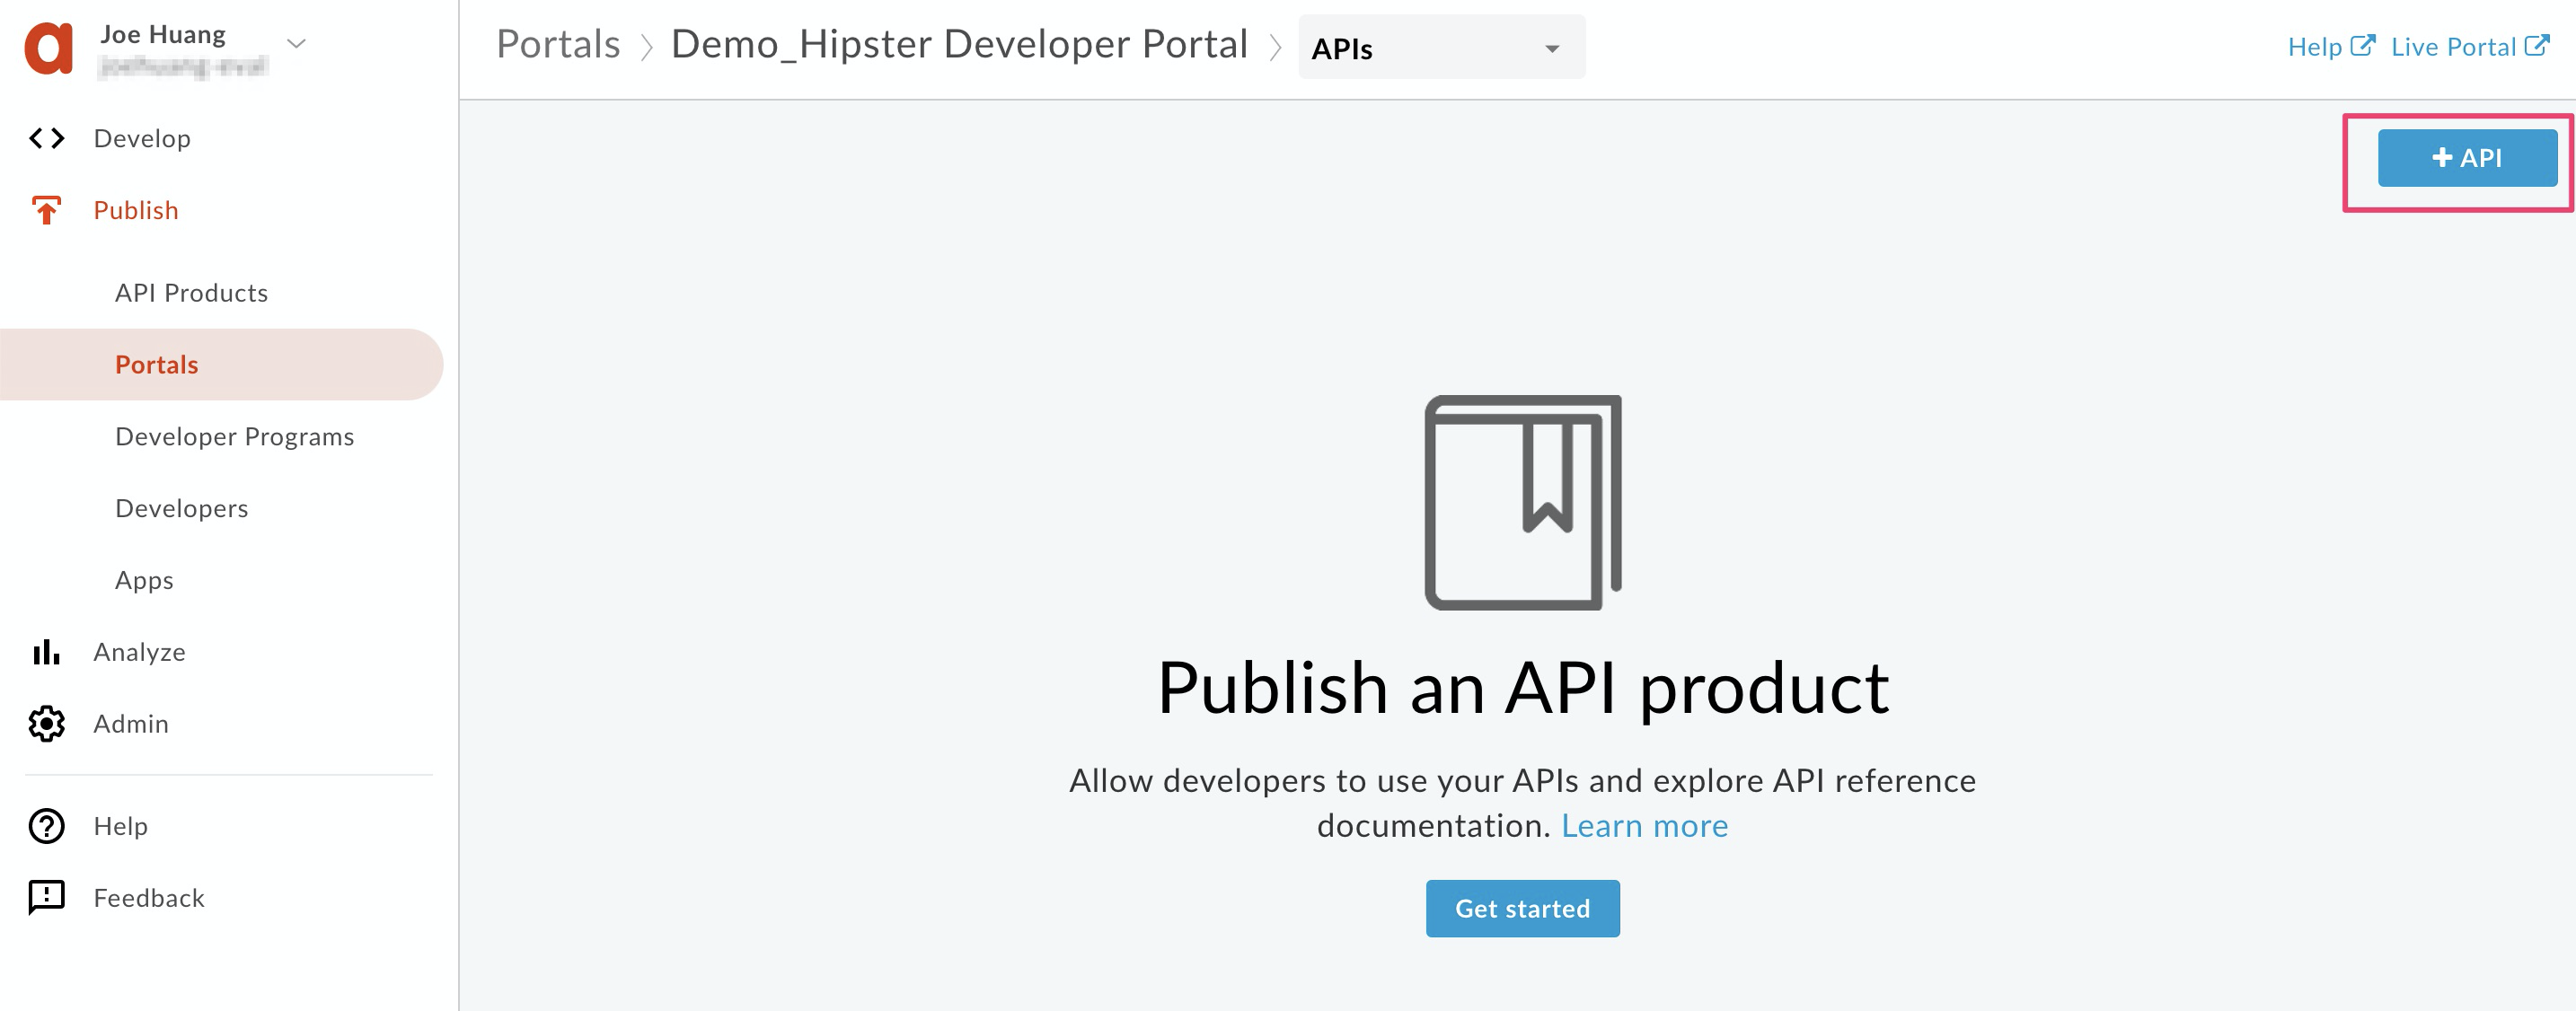 Joe Huang
Portals
Demo_Hipster Developer Portal
APIs
Help
Live Portal
API
Develop
Publish
API Products
Portals
Developer Programs
Developers
Apps
Analyze
Admin
Help
Feedback
Publish an API product
Allow developers to use your APIs and explore API reference
documentation. Learn more
Get started